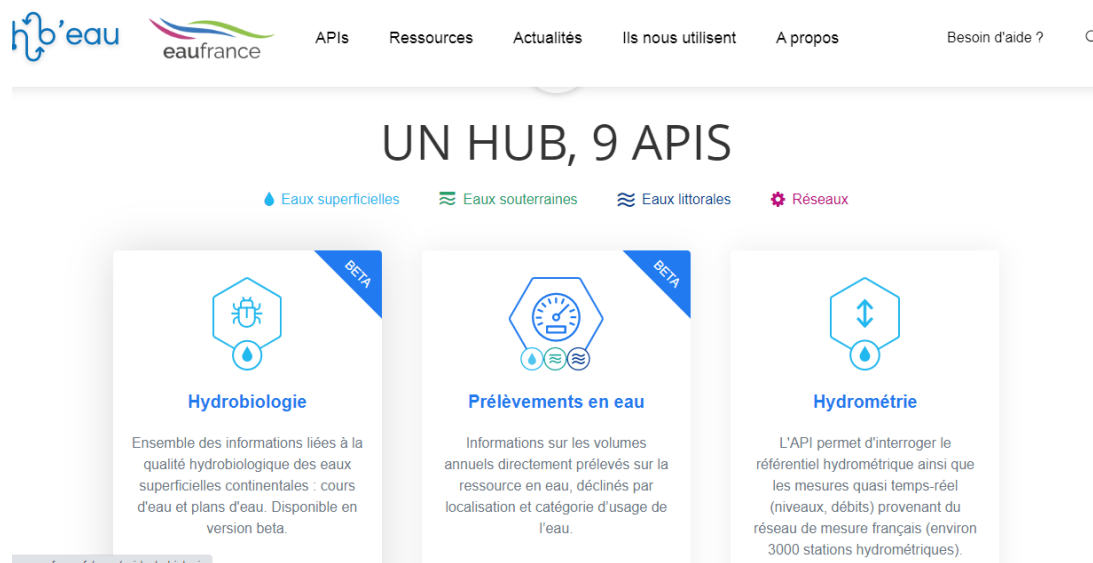 h b'eau
eaufrance
APIs Ressources Actualités Ils nous utilisent A propos Besoin d'aide ?
UN HUB, 9 APIS
Eaux superficielles Eaux souterraines Eaux littorales Réseaux
BETA
Hydrobiologie
Ensemble des informations liées à la
qualité hydrobiologique des eaux
superficielles continentales : cours
d'eau et plans d'eau. Disponible en
version beta.
BETA
Prélèvements en eau
Informations sur les volumes
annuels directement prélevés sur la
ressource en eau, déclinés par
localisation et catégorie d'usage de
l'eau.
Hydrométrie
L'API permet d'interroger le
référentiel hydrométrique ainsi que
les mesures quasi temps-réel
(niveaux, débits) provenant du
réseau de mesure français (environ
3000 stations hydrométriques).